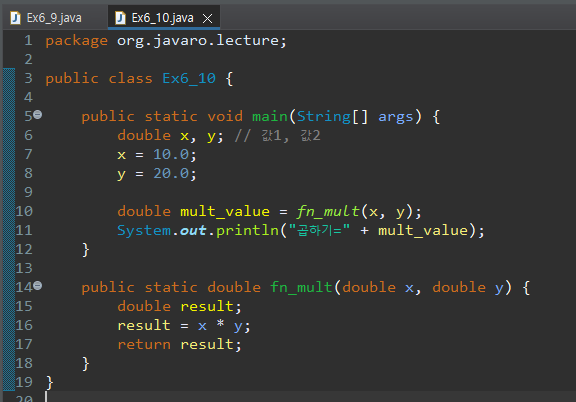 Ex6_9.java Ex6_10.java
1 package org.javaro.lecture;
2
3 public class Ex6_10 {
4
5 public static void main(String[] args) {
6 double x, y; // 값1, 값2
7 x = 10.0;
8 y = 20.0;
9
10 double mult_value = fn_mult(x, y);
11 System.out.println("곱하기=" + mult_value);
12 }
13
14 public static double fn_mult(double x, double y) {
15 double result;
16 result = x * y;
17 return result;
18 }
19 }
20